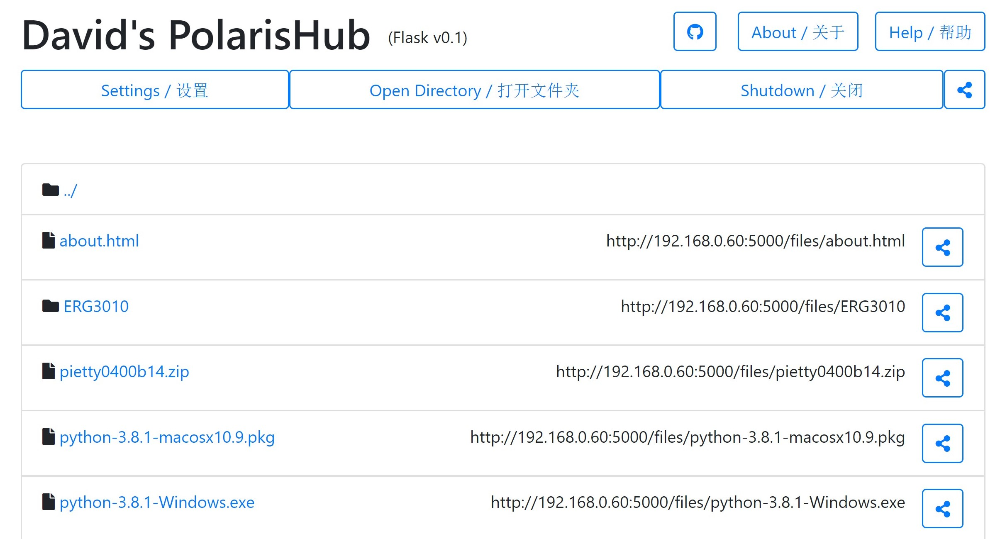 David's PolarisHub (Flask v0.1) About / 关于 Help / 帮助
Settings / 设置 Open Directory / 打开文件夹 Shutdown / 关闭
../
about.html http://192.168.0.60:5000/files/about.html
ERG3010 http://192.168.0.60:5000/files/ERG3010
pietty0400b14.zip http://192.168.0.60:5000/files/pietty0400b14.zip
python-3.8.1-macosx10.9.pkg http://192.168.0.60:5000/files/python-3.8.1-macosx10.9.pkg
python-3.8.1-Windows.exe http://192.168.0.60:5000/files/python-3.8.1-Windows.exe